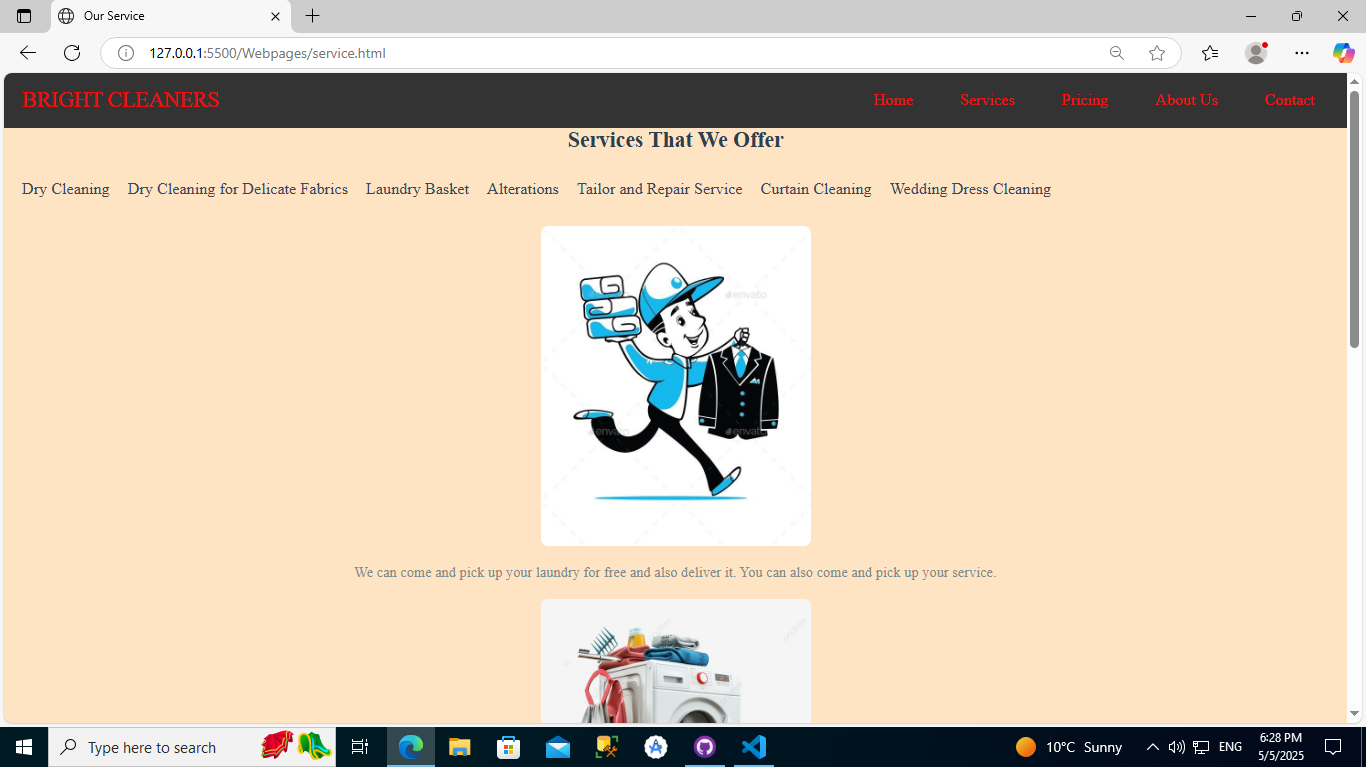 Our Service
127.0.0.1:5500/Webpages/service.html
BRIGHT CLEANERS Home Services Pricing About Us Contact
Services That We Offer
Dry Cleaning Dry Cleaning for Delicate Fabrics Laundry Basket Alterations Tailor and Repair Service Curtain Cleaning Wedding Dress Cleaning
envato
envato
envato
We can come and pick up your laundry for free and also deliver it. You can also come and pick up your service.
Type here to search
10°C Sunny
ENG
6:28 PM
5/5/2025